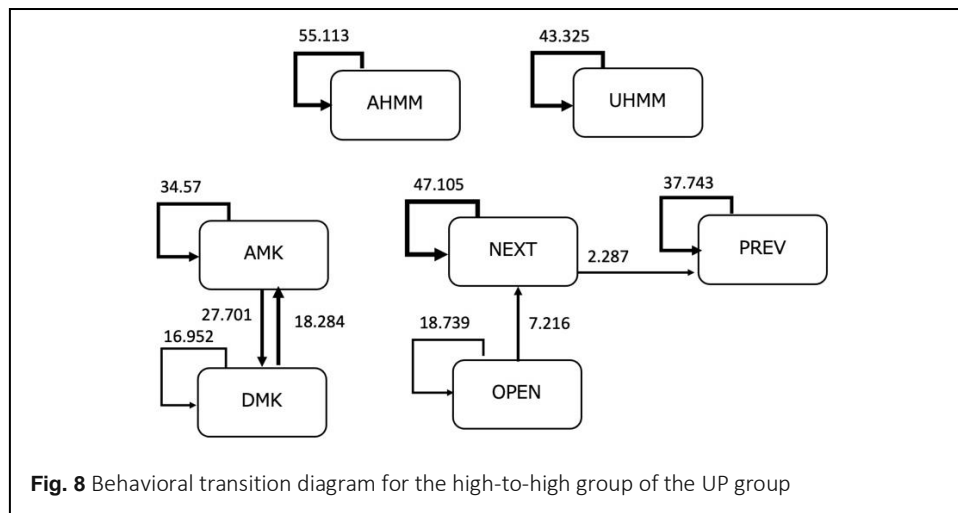 55.113
43.325
AHMM
UHMM
34.57
47.105
37.743
AMK
NEXT
PREV
2.287
27.701
18.284
16.952
18.739
7.216
DMK
OPEN
Fig. 8 Behavioral transition diagram for the high-to-high group of the UP group